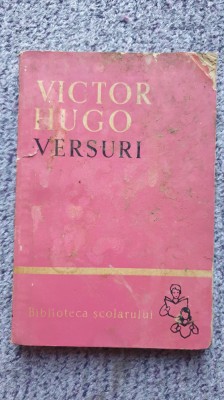 VICTOR
HUGO
VERSURI
Biblioteca școlarului